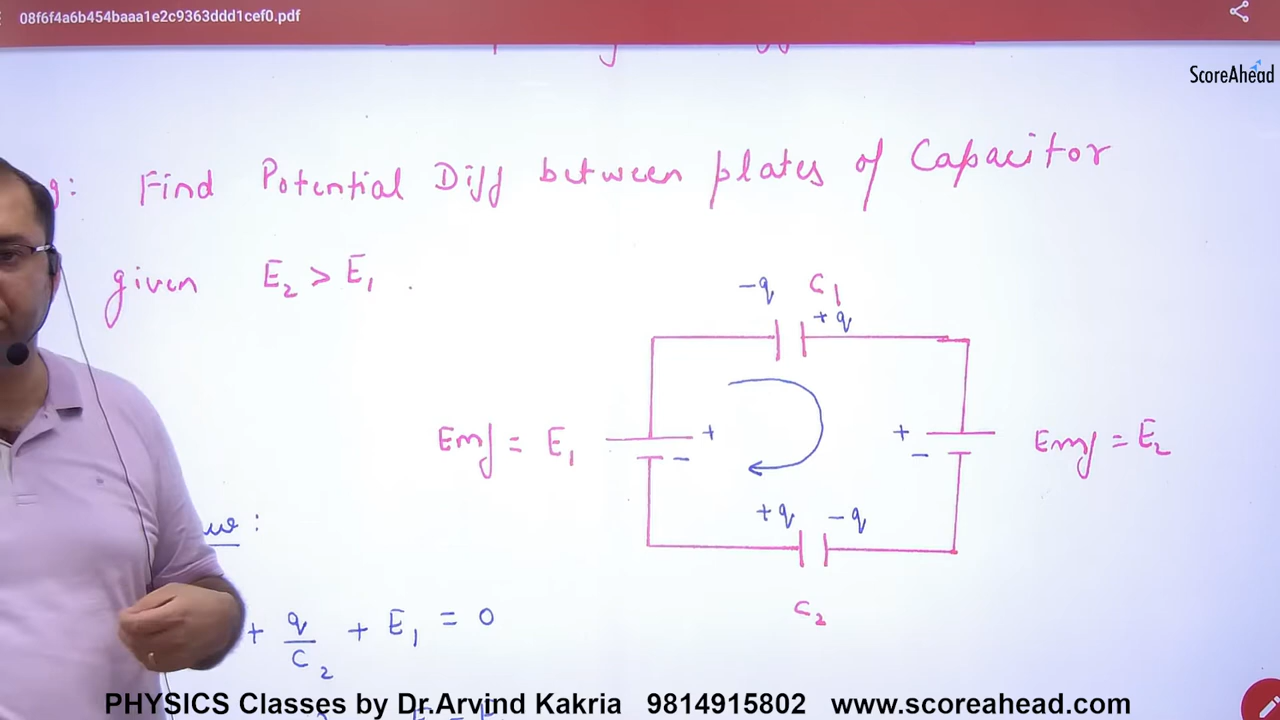 08f6f4a6b454baaa1e2c9363ddd1cef0.pdf
ScoreAhead
g: Find Potential Diff between plates of Capacitor
given E₂ > E₁ .
-q C₁
+q
Emf = E₁ + -
+ - Emf = E₂
+q -q
C₂
:
+ q/C₂ + E₁ = 0
PHYSICS Classes by Dr.Arvind Kakria 9814915802 www.scoreahead.com